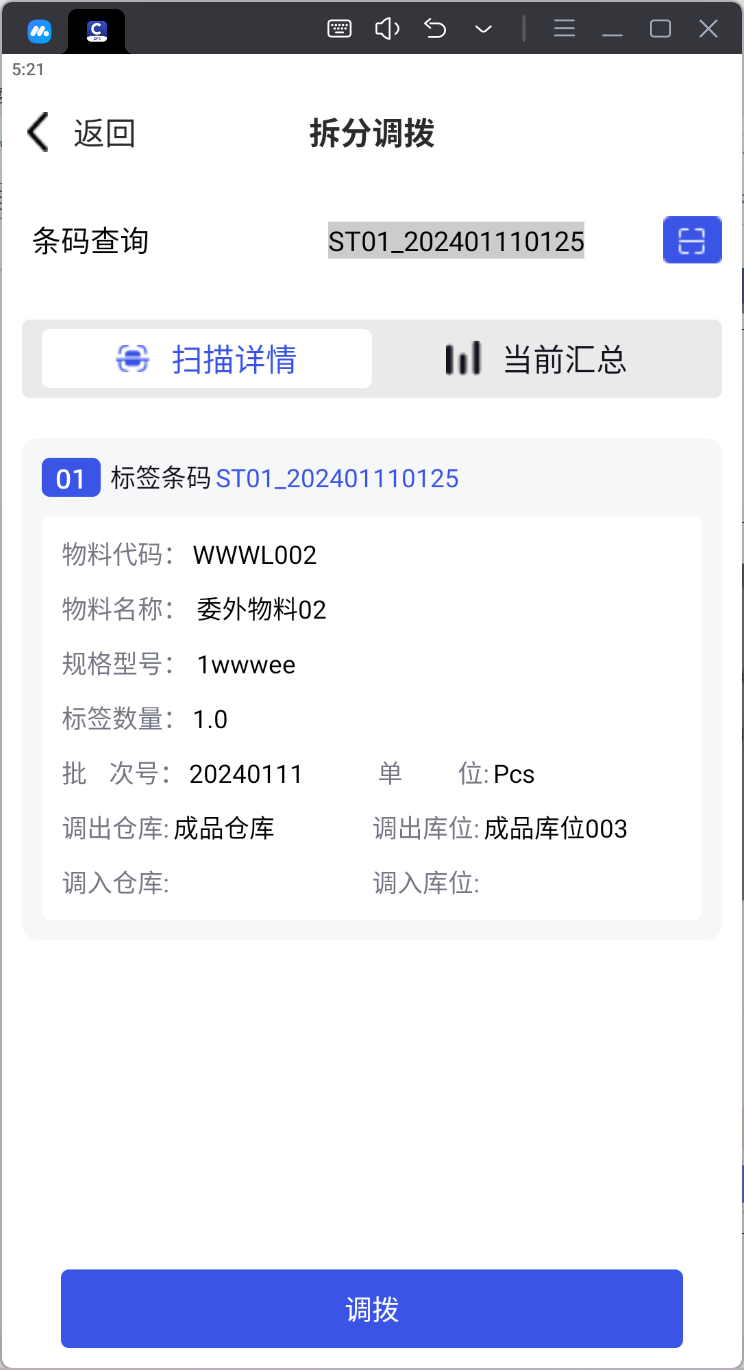 5:21
返回 拆分调拨
条码查询 ST01_202401110125
扫描详情 当前汇总
01 标签条码 ST01_202401110125
物料代码： WWWL002
物料名称： 委外物料02
规格型号： 1wwwee
标签数量： 1.0
批 次号： 20240111 单 位: Pcs
调出仓库: 成品仓库 调出库位: 成品库位003
调入仓库: 调入库位:
调拨